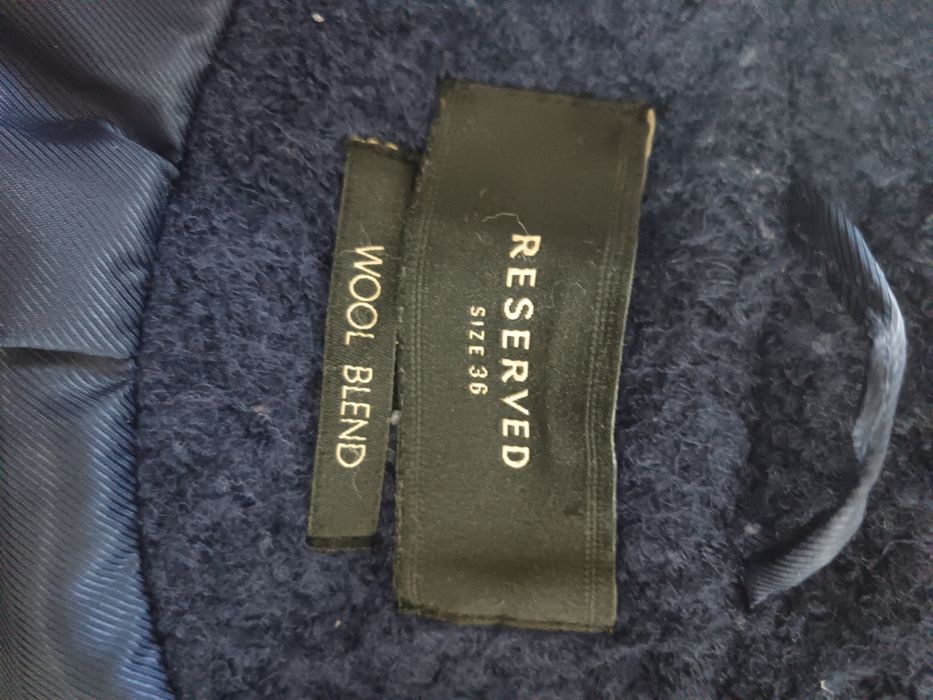 RESERVED
SIZE 36
WOOL BLEND